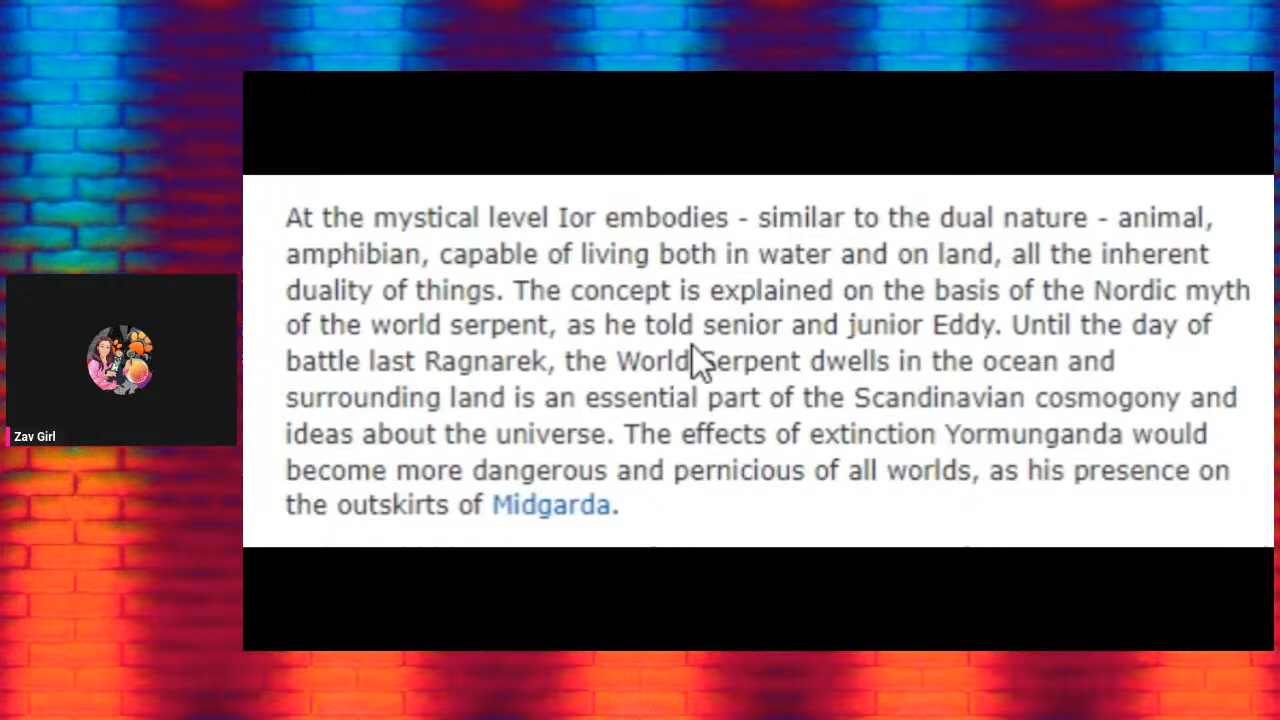 At the mystical level Ior embodies - similar to the dual nature - animal,
amphibian, capable of living both in water and on land, all the inherent
duality of things. The concept is explained on the basis of the Nordic myth
of the world serpent, as he told senior and junior Eddy. Until the day of
battle last Ragnarek, the World Serpent dwells in the ocean and
surrounding land is an essential part of the Scandinavian cosmogony and
ideas about the universe. The effects of extinction Yormunganda would
become more dangerous and pernicious of all worlds, as his presence on
the outskirts of Midgarda.
Zav Girl